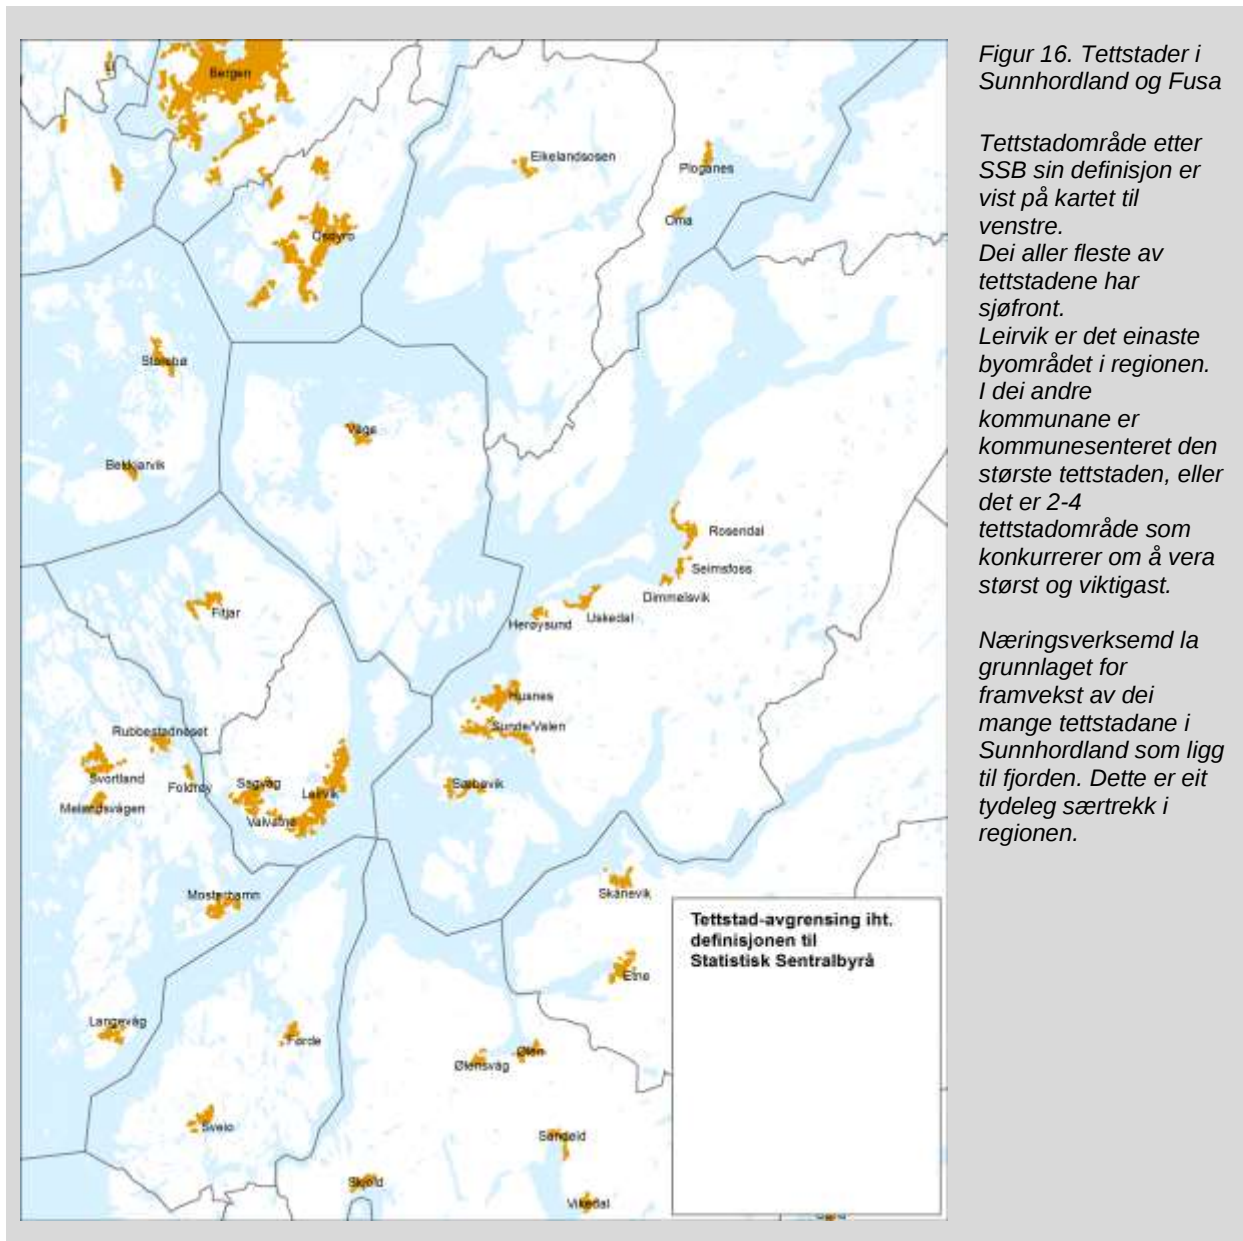 Figur 16. Tettstader i
Sunnhordland og Fusa
Tettstadområde etter
SSB sin definisjon er
vist på kartet til
venstre.
Dei aller fleste av
tettstadene har
sjøfront.
Leirvik er det einaste
byområdet i regionen.
I dei andre
kommunane er
kommunesenteret den
største tettstaden, eller
det er 2-4
tettstadområde som
konkurrerer om å vera
størst og viktigast.
Næringsverksemd la
grunnlaget for
framvekst av dei
mange tettstadane i
Sunnhordland som ligg
til fjorden. Dette er eit
tydeleg særtrekk i
regionen.
Bergen
Eikelandsosen
Ploganes
Oma
Osøyro
Storebø
Våge
Bekkjarvik
Rosendal
Seimsfoss
Dimmelsvik
Uskedal
Herøysund
Fitjar
Husnes
Sunde/Valen
Rubbestadneset
Svortland
Foldrøy
Sagvåg
Leirvik
Sæbøvik
Melandsvågen
Valvatna
Mosterhamn
Skånevik
Etne
Langevåg
Førde
Ølensvåg
Ølen
Sveio
Sandeid
Skjold
Vikedal
Tettstad-avgrensing iht.
definisjonen til
Statistisk Sentralbyrå